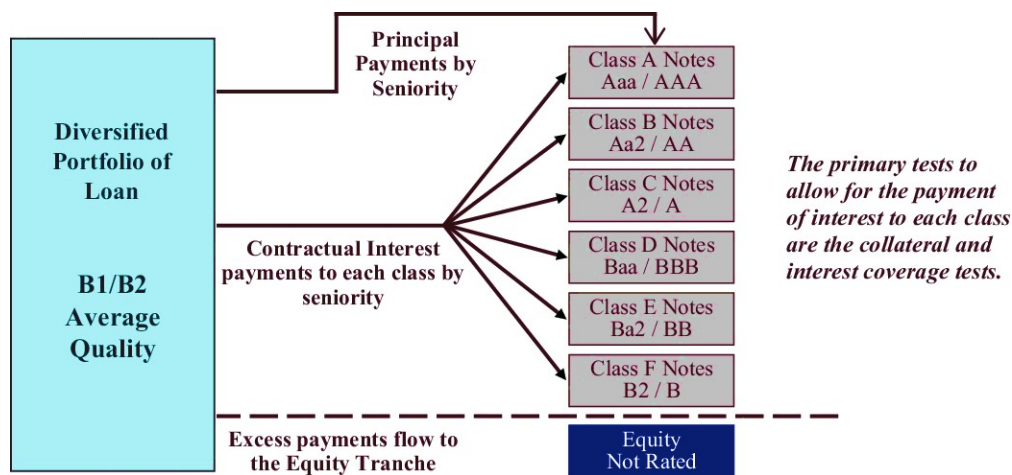 Diversified
Portfolio of
Loan
B1/B2
Average
Quality
Principal
Payments by
Seniority
Contractual Interest
payments to each class by
seniority
Class A Notes
Aaa / AAA
Class B Notes
Aa2 / AA
Class C Notes
A2 / A
Class D Notes
Baa / BBB
Class E Notes
Ba2 / BB
Class F Notes
B2 / B
The primary tests to
allow for the payment
of interest to each class
are the collateral and
interest coverage tests.
Excess payments flow to
the Equity Tranche
Equity
Not Rated